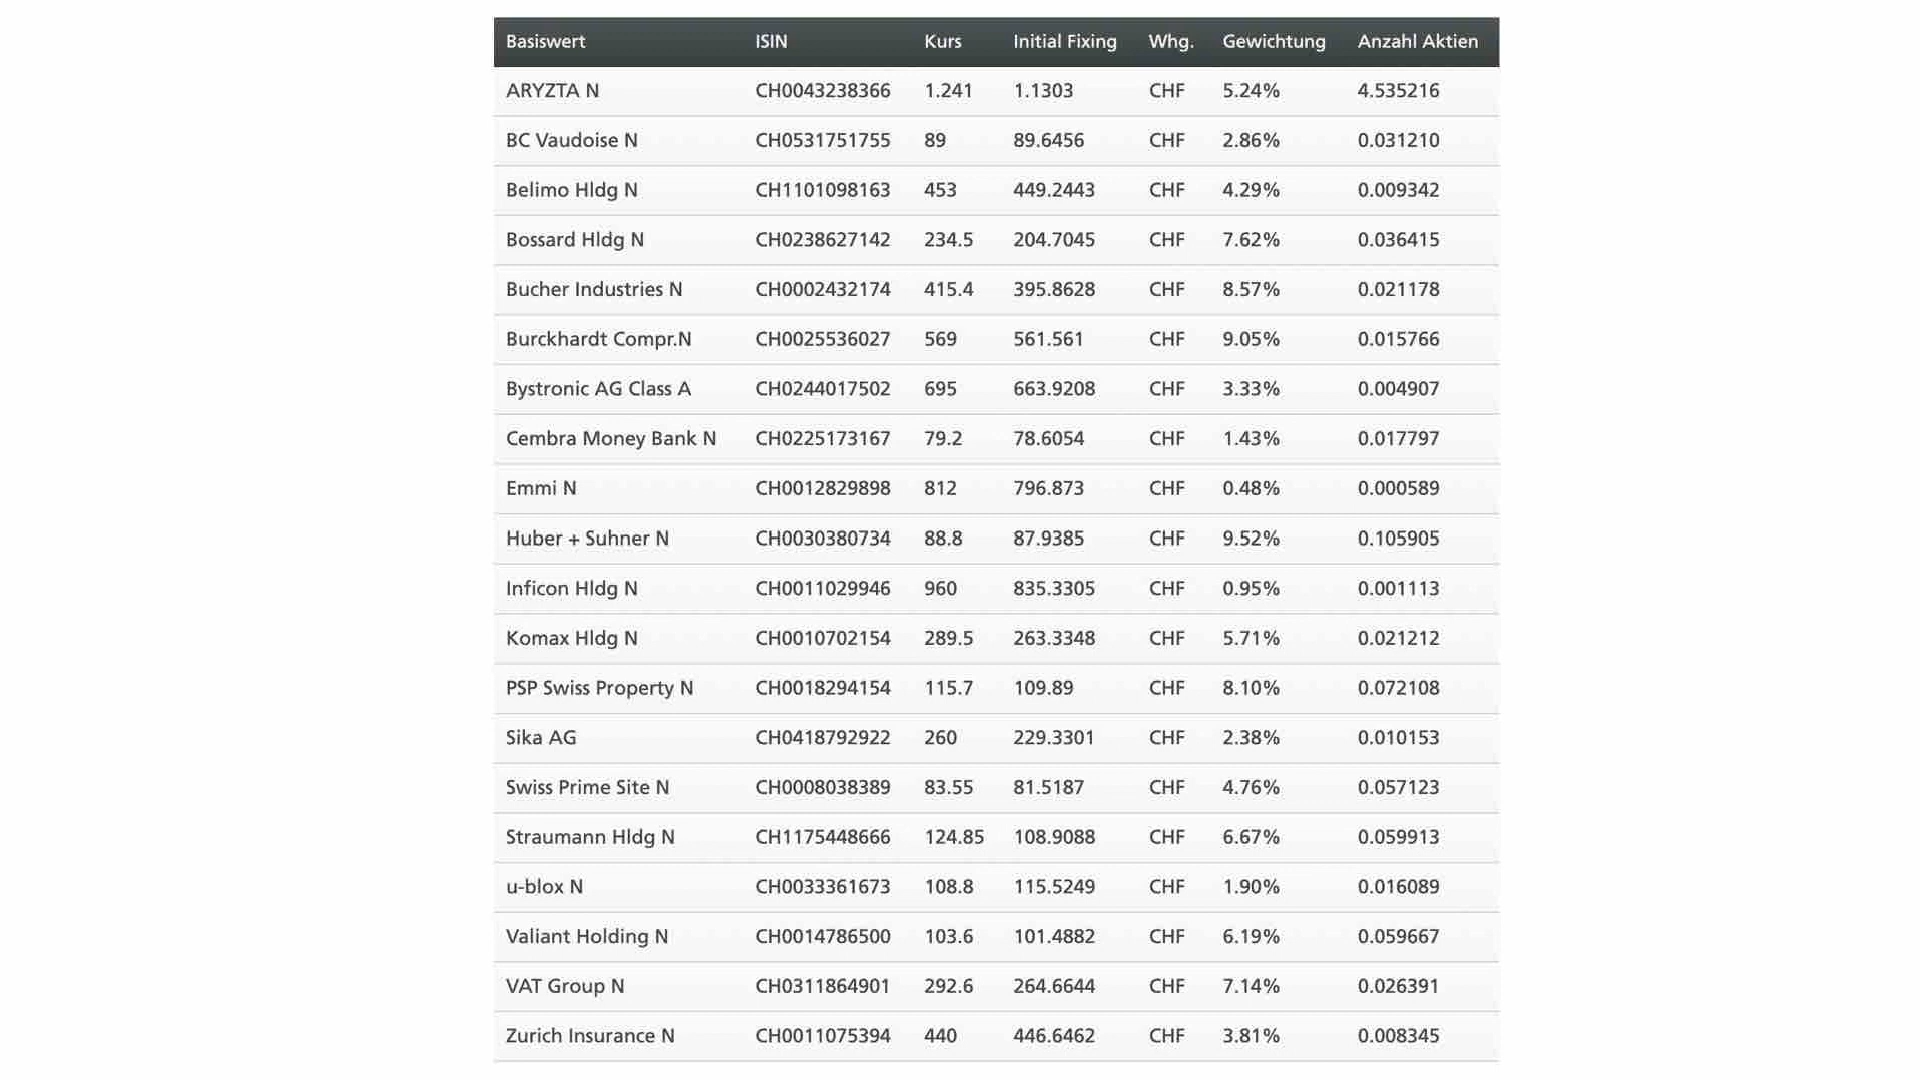 Basiswert ISIN Kurs Initial Fixing Whg. Gewichtung Anzahl Aktien
ARYZTA N CH0043238366 1.241 1.1303 CHF 5.24% 4.535216
BC Vaudoise N CH0531751755 89 89.6456 CHF 2.86% 0.031210
Belimo Hldg N CH1101098163 453 449.2443 CHF 4.29% 0.009342
Bossard Hldg N CH0238627142 234.5 204.7045 CHF 7.62% 0.036415
Bucher Industries N CH0002432174 415.4 395.8628 CHF 8.57% 0.021178
Burckhardt Compr.N CH0025536027 569 561.561 CHF 9.05% 0.015766
Bystronic AG Class A CH0244017502 695 663.9208 CHF 3.33% 0.004907
Cembra Money Bank N CH0225173167 79.2 78.6054 CHF 1.43% 0.017797
Emmi N CH0012829898 812 796.873 CHF 0.48% 0.000589
Huber + Suhner N CH0030380734 88.8 87.9385 CHF 9.52% 0.105905
Inficon Hldg N CH0011029946 960 835.3305 CHF 0.95% 0.001113
Komax Hldg N CH0010702154 289.5 263.3348 CHF 5.71% 0.021212
PSP Swiss Property N CH0018294154 115.7 109.89 CHF 8.10% 0.072108
Sika AG CH0418792922 260 229.3301 CHF 2.38% 0.010153
Swiss Prime Site N CH0008038389 83.55 81.5187 CHF 4.76% 0.057123
Straumann Hldg N CH1175448666 124.85 108.9088 CHF 6.67% 0.059913
u-blox N CH0033361673 108.8 115.5249 CHF 1.90% 0.016089
Valiant Holding N CH0014786500 103.6 101.4882 CHF 6.19% 0.059667
VAT Group N CH0311864901 292.6 264.6644 CHF 7.14% 0.026391
Zurich Insurance N CH0011075394 440 446.6462 CHF 3.81% 0.008345